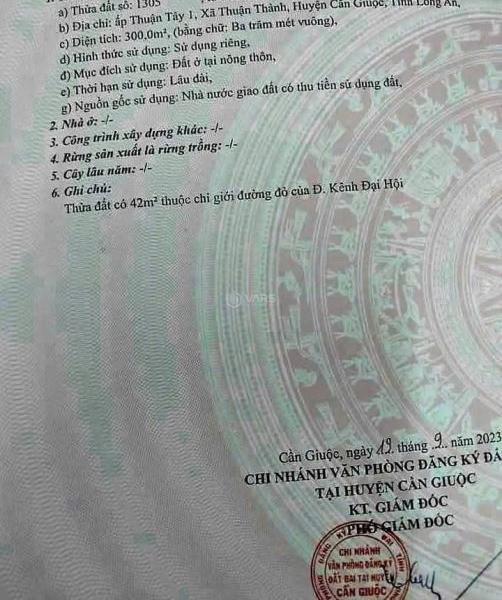 a) Thửa đất số: 1305
b) Địa chỉ: ấp Thuận Tây 1, Xã Thuận Thành, Huyện Cần Giuộc, Tỉnh Long An,
c) Diện tích: 300,0m², (bằng chữ: Ba trăm mét vuông),
d) Hình thức sử dụng: Sử dụng riêng,
đ) Mục đích sử dụng: Đất ở tại nông thôn,
e) Thời hạn sử dụng: Lâu dài,
g) Nguồn gốc sử dụng: Nhà nước giao đất có thu tiền sử dụng đất,
2. Nhà ở: -/-
3. Công trình xây dựng khác: -/-
4. Rừng sản xuất là rừng trồng: -/-
5. Cây lâu năm: -/-
6. Ghi chú:
Thửa đất có 42m² thuộc chỉ giới đường đỏ của Đ. Kênh Đại Hội
VARS
Cần Giuộc, ngày 12 tháng 9 năm 2023
CHI NHÁNH VĂN PHÒNG ĐĂNG KÝ ĐẤ
TẠI HUYỆN CẦN GIUỘC
KT. GIÁM ĐỐC
PHÓ GIÁM ĐỐC
CHI NHÁNH
VĂN PHÒNG ĐĂNG KÝ
ĐẤT ĐAI TẠI HUYỆN
CẦN GIUỘC